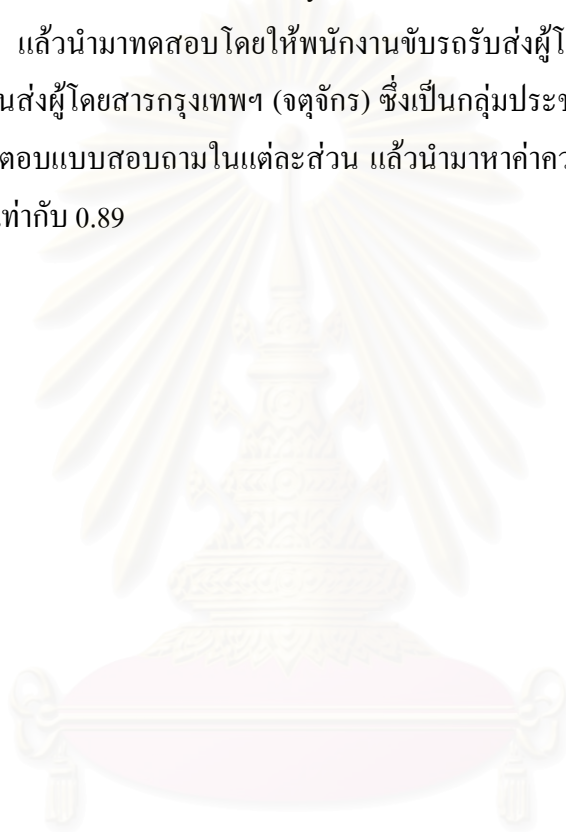 แล้วนำมาทดสอบโดยให้พนักงานขับรถรับส่งผู้โ
นส่งผู้โดยสารกรุงเทพฯ (จตุจักร) ซึ่งเป็นกลุ่มประช
ตอบแบบสอบถามในแต่ละส่วน แล้วนำมาหาค่าคว
ท่ากับ 0.89